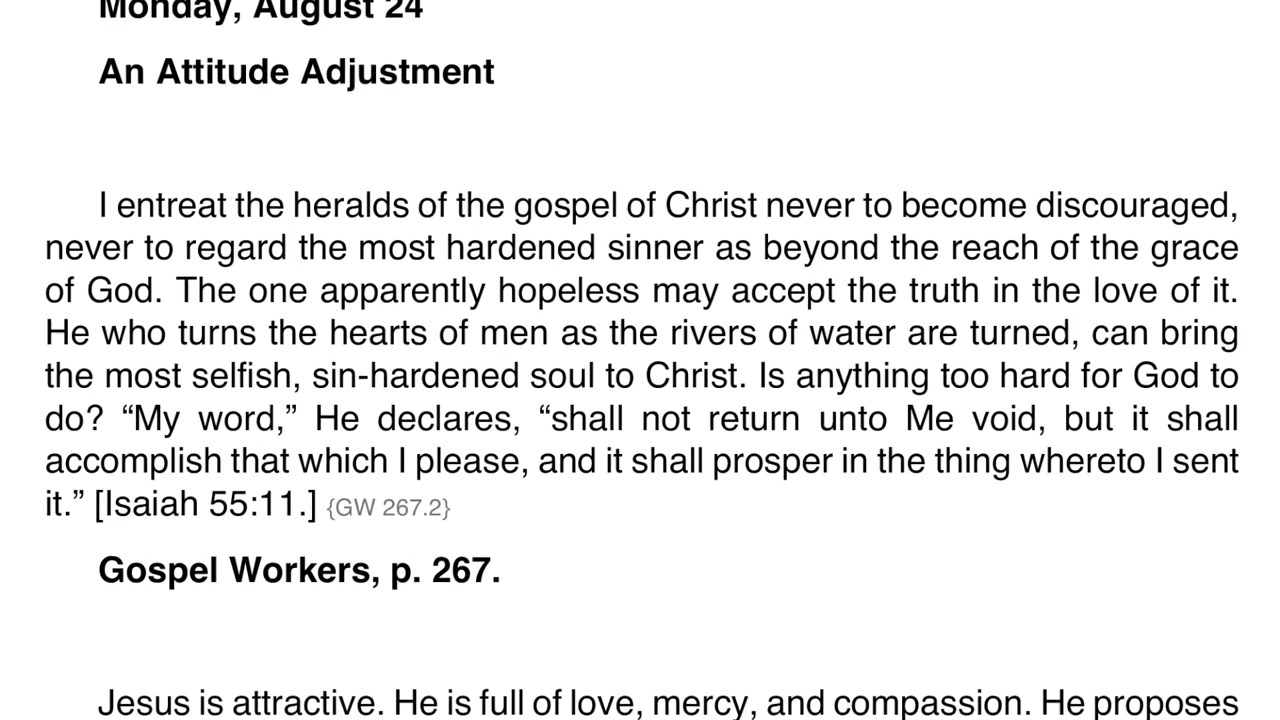 Monday, August 24
An Attitude Adjustment
I entreat the heralds of the gospel of Christ never to become discouraged,
never to regard the most hardened sinner as beyond the reach of the grace
of God. The one apparently hopeless may accept the truth in the love of it.
He who turns the hearts of men as the rivers of water are turned, can bring
the most selfish, sin-hardened soul to Christ. Is anything too hard for God to
do? “My word,” He declares, “shall not return unto Me void, but it shall
accomplish that which I please, and it shall prosper in the thing whereto I sent
it.” [Isaiah 55:11.] {GW 267.2}
Gospel Workers, p. 267.
Jesus is attractive. He is full of love, mercy, and compassion. He proposes